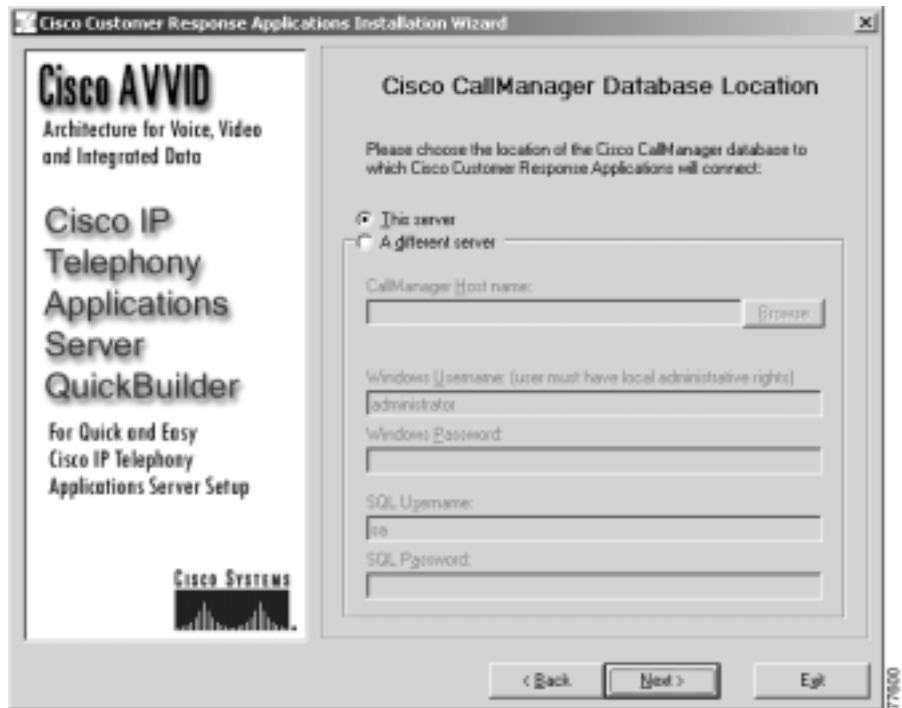 Cisco Customer Response Applications Installation Wizard
Cisco AVVID
Architecture for Voice, Video
and Integrated Data
Cisco IP
Telephony
Applications
Server
QuickBuilder
For Quick and Easy
Cisco IP Telephony
Applications Server Setup
CISCO SYSTEMS
Cisco CallManager Database Location
Please choose the location of the Cisco CallManager database to
which Cisco Customer Response Applications will connect:
This server
A different server
CallManager Host name:
Browse
Windows Username: (user must have local administrative rights)
administrator
Windows Password:
SQL Username:
sa
SQL Password:
< Back
Next >
Exit
77600